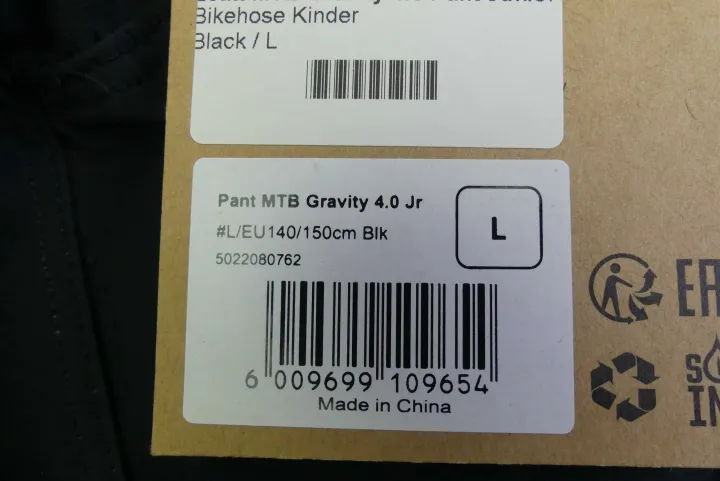 Bikehose Kinder
Black / L
Pant MTB Gravity 4.0 Jr
#L/EU140/150cm Blk
5022080762
L
6 009699 109654
Made in China